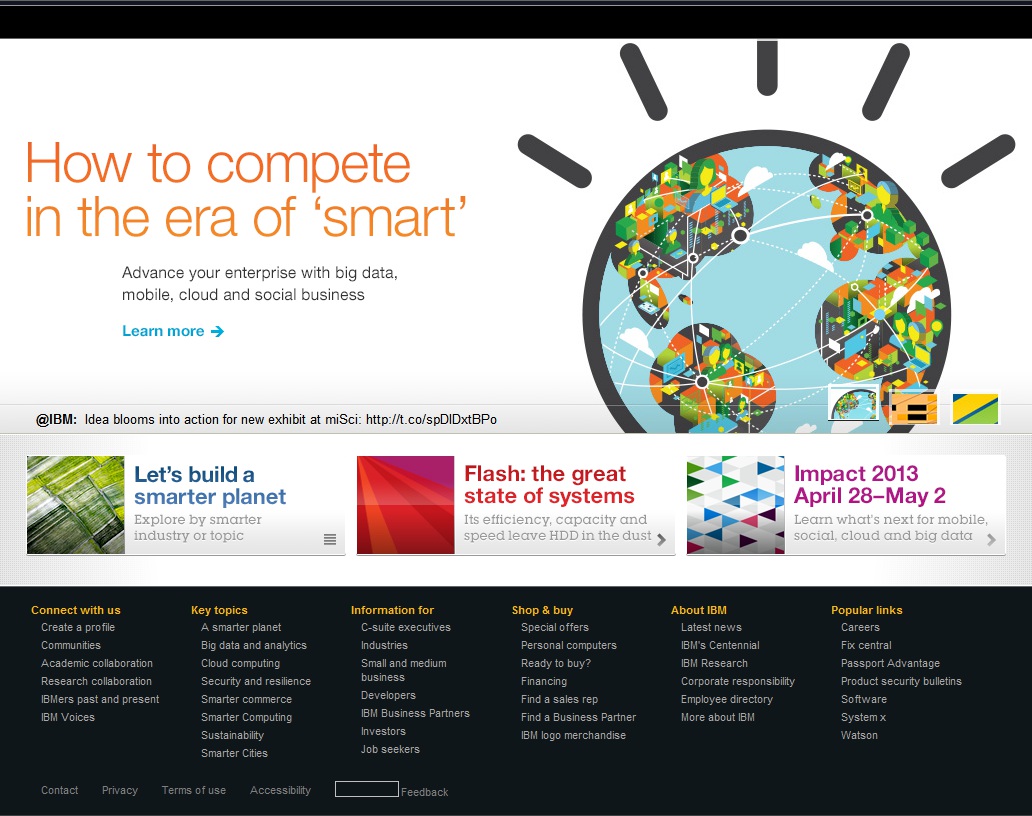 How to compete
in the era of ‘smart’
Advance your enterprise with big data,
mobile, cloud and social business
Learn more
@IBM: Idea blooms into action for new exhibit at miSci: http://t.co/spDlDxtBPo
Let’s build a
smarter planet
Explore by smarter
industry or topic
Flash: the great
state of systems
Its efficiency, capacity and
speed leave HDD in the dust
Impact 2013
April 28–May 2
Learn what’s next for mobile,
social, cloud and big data
Connect with us
Create a profile
Communities
Academic collaboration
Research collaboration
IBMers past and present
IBM Voices
Key topics
A smarter planet
Big data and analytics
Cloud computing
Security and resilience
Smarter commerce
Smarter Computing
Sustainability
Smarter Cities
Information for
C-suite executives
Industries
Small and medium
business
Developers
IBM Business Partners
Investors
Job seekers
Shop & buy
Special offers
Personal computers
Ready to buy?
Financing
Find a sales rep
Find a Business Partner
IBM logo merchandise
About IBM
Latest news
IBM's Centennial
IBM Research
Corporate responsibility
Employee directory
More about IBM
Popular links
Careers
Fix central
Passport Advantage
Product security bulletins
Software
System x
Watson
Contact Privacy Terms of use Accessibility Feedback